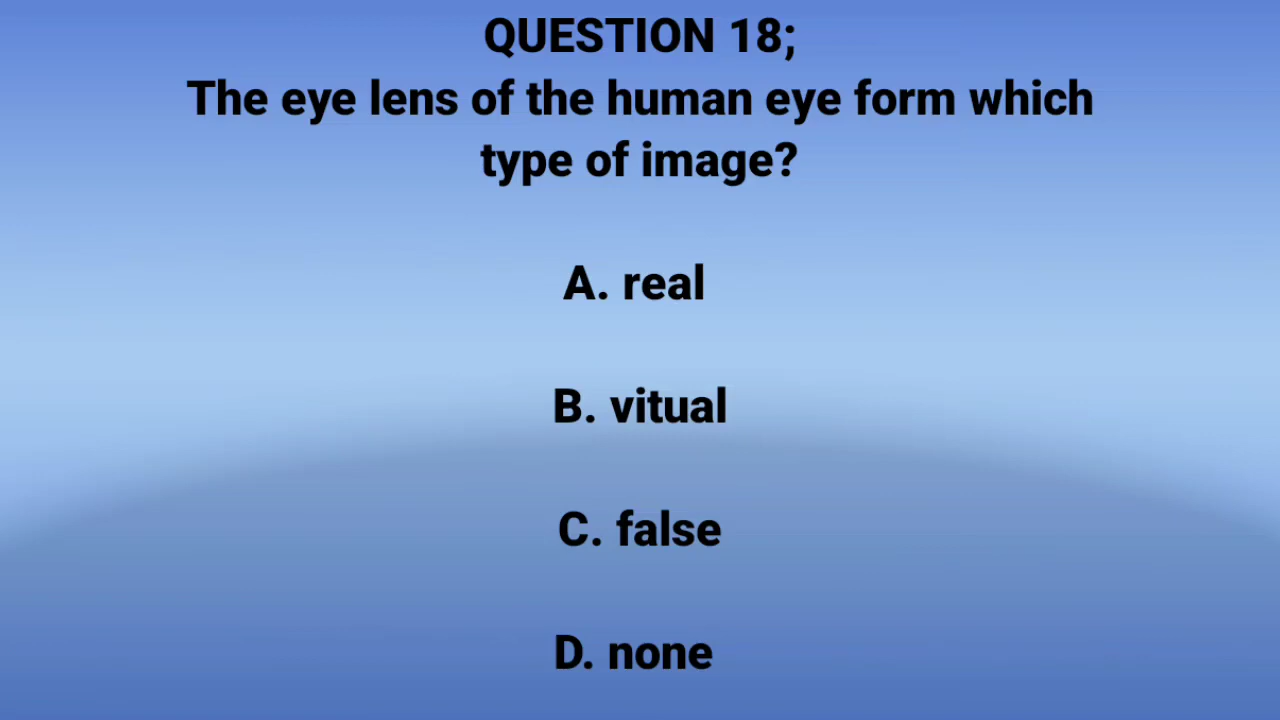 QUESTION 18;
The eye lens of the human eye form which
type of image?
A. real
B. vitual
C. false
D. none